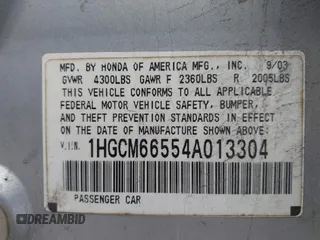 MFD. BY HONDA OF AMERICA MFG., INC. 9/03
GVWR 4300LBS GAWR F 2360LBS R 2005LBS
THIS VEHICLE CONFORMS TO ALL APPLICABLE
FEDERAL MOTOR VEHICLE SAFETY, BUMPER,
AND THEFT PREVENTION STANDARDS IN EFFECT
ON THE DATE OF MANUFACTURE SHOWN ABOVE.
V.I.N. 1HGCM66554A013304
PASSENGER CAR
DREAMBID